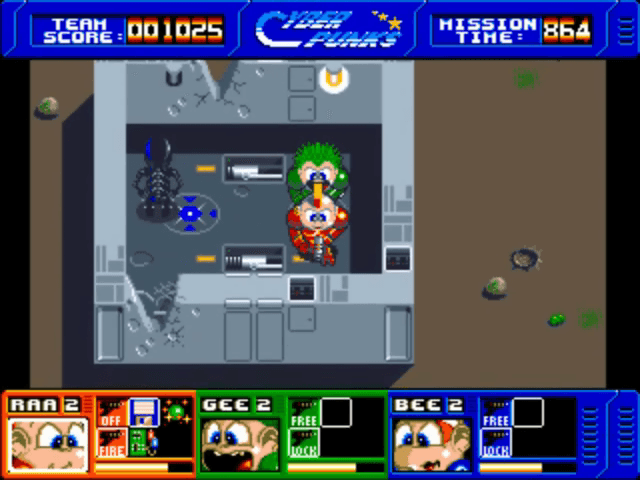 TEAM SCORE: 001025
CYBER PUNKS
MISSION TIME: 864
RAA 2
OFF
FIRE
GEE 2
FREE
LOCK
BEE 2
FREE
LOCK